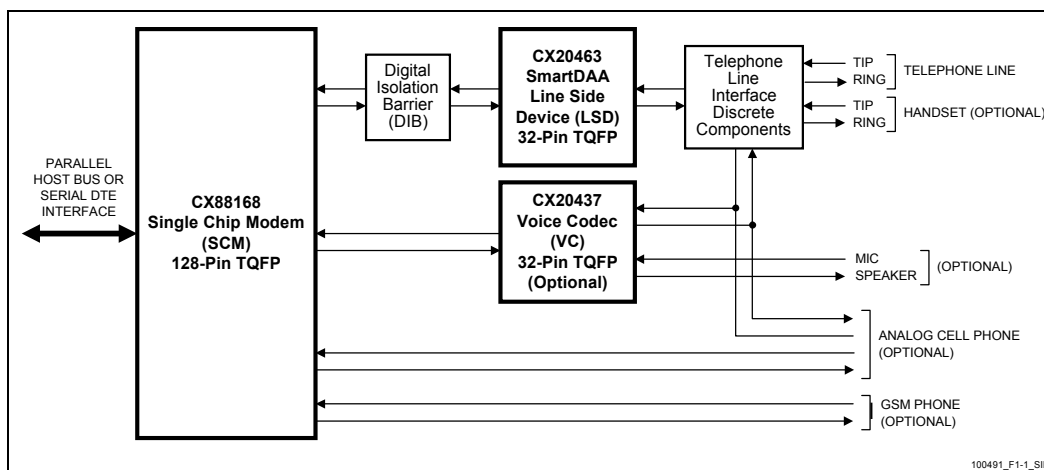 PARALLEL
HOST BUS OR
SERIAL DTE
INTERFACE
CX88168
Single Chip Modem
(SCM)
128-Pin TQFP
Digital
Isolation
Barrier
(DIB)
CX20463
SmartDAA
Line Side
Device (LSD)
32-Pin TQFP
Telephone
Line
Interface
Discrete
Components
TIP
RING
TELEPHONE LINE
TIP
RING
HANDSET (OPTIONAL)
CX20437
Voice Codec
(VC)
32-Pin TQFP
(Optional)
MIC
SPEAKER
(OPTIONAL)
ANALOG CELL PHONE
(OPTIONAL)
GSM PHONE
(OPTIONAL)